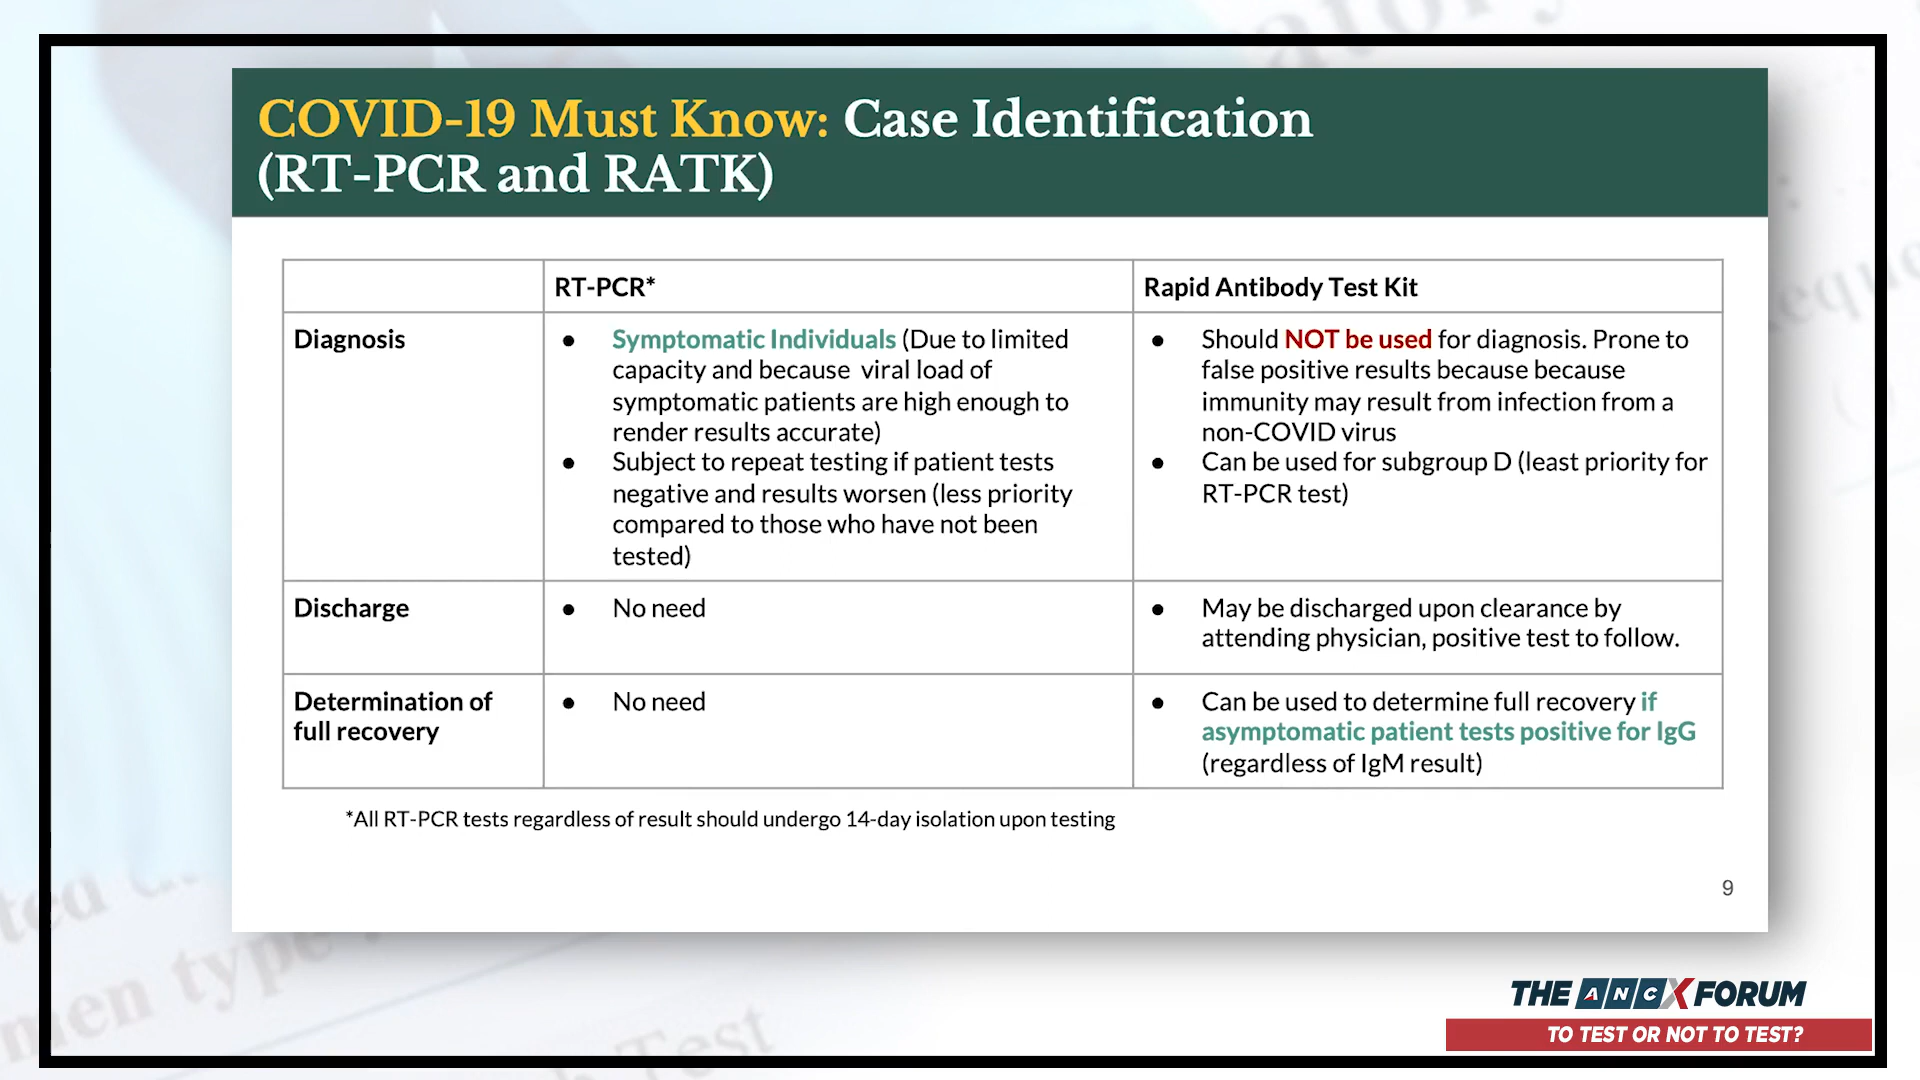 COVID-19 Must Know: Case Identification
(RT-PCR and RATK)
RT-PCR*
Rapid Antibody Test Kit
Diagnosis
● Symptomatic Individuals (Due to limited
capacity and because viral load of
symptomatic patients are high enough to
render results accurate)
● Subject to repeat testing if patient tests
negative and results worsen (less priority
compared to those who have not been
tested)
● Should NOT be used for diagnosis. Prone to
false positive results because because
immunity may result from infection from a
non-COVID virus
● Can be used for subgroup D (least priority for
RT-PCR test)
Discharge
● No need
● May be discharged upon clearance by
attending physician, positive test to follow.
Determination of
full recovery
● No need
● Can be used to determine full recovery if
asymptomatic patient tests positive for IgG
(regardless of IgM result)
*All RT-PCR tests regardless of result should undergo 14-day isolation upon testing
9
men type
Test
THE ANCX FORUM
TO TEST OR NOT TO TEST?